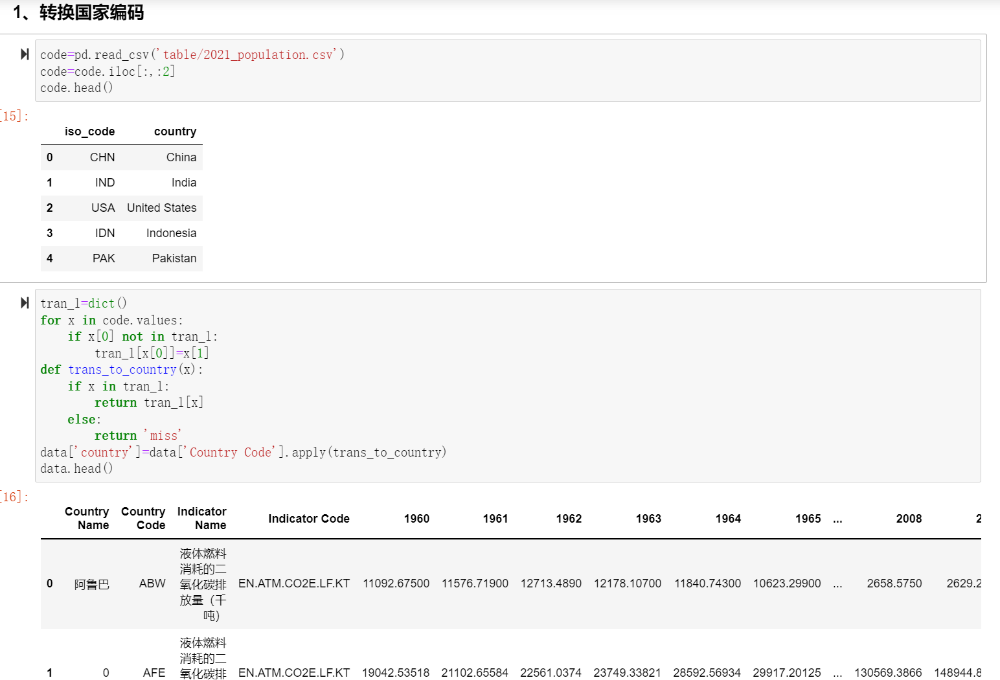 1、转换国家编码
code=pd.read_csv('table/2021_population.csv')
code=code.iloc[:,:2]
code.head()
[15]:
iso_code country
0 CHN China
1 IND India
2 USA United States
3 IDN Indonesia
4 PAK Pakistan
tran_l=dict()
for x in code.values:
    if x[0] not in tran_l:
        tran_l[x[0]]=x[1]
def trans_to_country(x):
    if x in tran_l:
        return tran_l[x]
    else:
        return 'miss'
data['country']=data['Country Code'].apply(trans_to_country)
data.head()
[16]:
Country Country Indicator
Name Code Name Indicator Code 1960 1961 1962 1963 1964 1965 ... 2008 2
液体燃料
消耗的二
0 阿鲁巴 ABW 氧化碳排 EN.ATM.CO2E.LF.KT 11092.67500 11576.71900 12713.4890 12178.10700 11840.74300 10623.29900 ... 2658.5750 2629.2
放量（千
吨）
液体燃料
消耗的二
1 0 AFE 氧化碳排 EN.ATM.CO2E.LF.KT 19042.53518 21102.65584 22561.0374 23749.33821 28592.56934 29917.20125 ... 130569.3866 148944.8